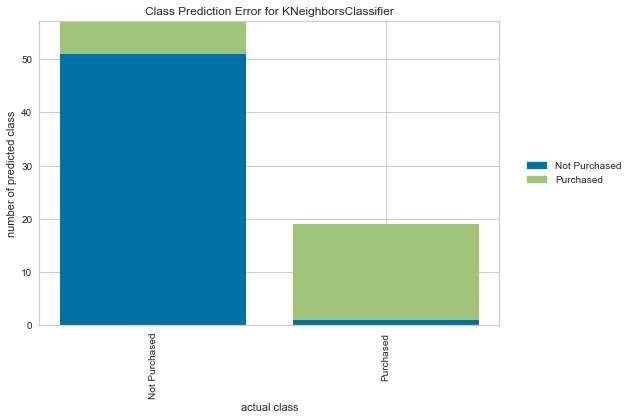 Class Prediction Error for KNeighborsClassifier
50
40
30
20
10
0
number of predicted class
Not Purchased
Purchased
actual class
Not Purchased
Purchased